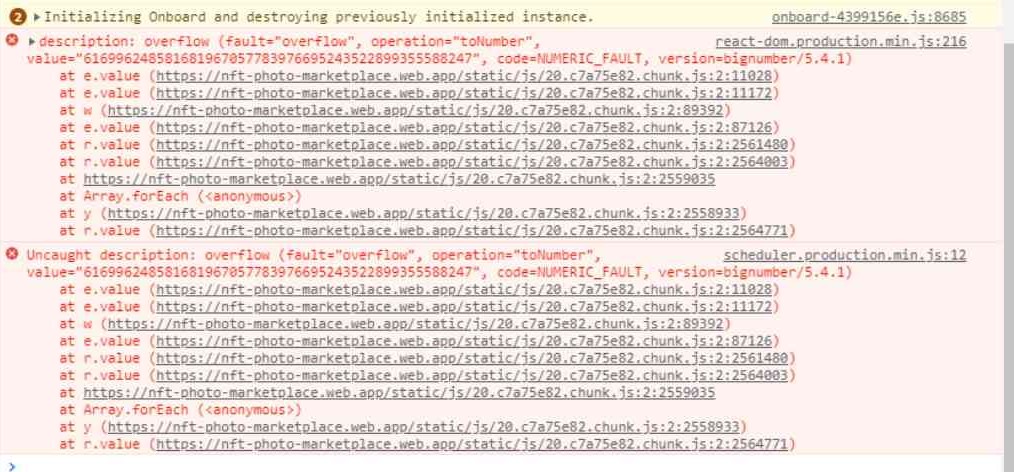 2 Initializing Onboard and destroying previously initialized instance. onboard-4399156e.js:8685
description: overflow (fault="overflow", operation="toNumber", react-dom.production.min.js:216
value="61699624858168196705778397669524352289935558​8247", code=NUMERIC_FAULT, version=bignumber/5.4.1)
at e.value (https://nft-photo-marketplace.web.app/static/js/20.c7a75e82.chunk.js:2:11028)
at e.value (https://nft-photo-marketplace.web.app/static/js/20.c7a75e82.chunk.js:2:11172)
at w (https://nft-photo-marketplace.web.app/static/js/20.c7a75e82.chunk.js:2:89392)
at e.value (https://nft-photo-marketplace.web.app/static/js/20.c7a75e82.chunk.js:2:87126)
at r.value (https://nft-photo-marketplace.web.app/static/js/20.c7a75e82.chunk.js:2:2561480)
at r.value (https://nft-photo-marketplace.web.app/static/js/20.c7a75e82.chunk.js:2:2564003)
at https://nft-photo-marketplace.web.app/static/js/20.c7a75e82.chunk.js:2:2559035
at Array.forEach (<anonymous>)
at y (https://nft-photo-marketplace.web.app/static/js/20.c7a75e82.chunk.js:2:2558933)
at r.value (https://nft-photo-marketplace.web.app/static/js/20.c7a75e82.chunk.js:2:2564771)
Uncaught description: overflow (fault="overflow", operation="toNumber", scheduler.production.min.js:12
value="616996248581681967057783976695243522899355588247", code=NUMERIC_FAULT, version=bignumber/5.4.1)
at e.value (https://nft-photo-marketplace.web.app/static/js/20.c7a75e82.chunk.js:2:11028)
at e.value (https://nft-photo-marketplace.web.app/static/js/20.c7a75e82.chunk.js:2:11172)
at w (https://nft-photo-marketplace.web.app/static/js/20.c7a75e82.chunk.js:2:89392)
at e.value (https://nft-photo-marketplace.web.app/static/js/20.c7a75e82.chunk.js:2:87126)
at r.value (https://nft-photo-marketplace.web.app/static/js/20.c7a75e82.chunk.js:2:2561480)
at r.value (https://nft-photo-marketplace.web.app/static/js/20.c7a75e82.chunk.js:2:2564003)
at https://nft-photo-marketplace.web.app/static/js/20.c7a75e82.chunk.js:2:2559035
at Array.forEach (<anonymous>)
at y (https://nft-photo-marketplace.web.app/static/js/20.c7a75e82.chunk.js:2:2558933)
at r.value (https://nft-photo-marketplace.web.app/static/js/20.c7a75e82.chunk.js:2:2564771)